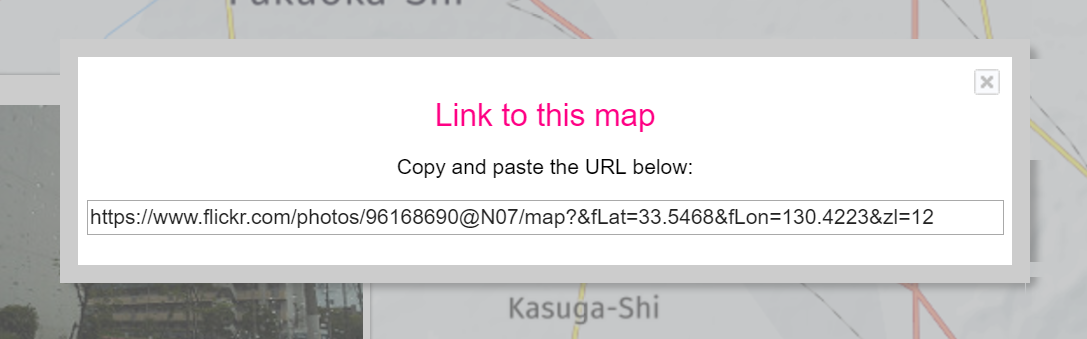 Fukuoka-Shi
Link to this map
Copy and paste the URL below:
https://www.flickr.com/photos/96168690@N07/map?&fLat=33.5468&fLon=130.4223&zl=12
Kasuga-Shi